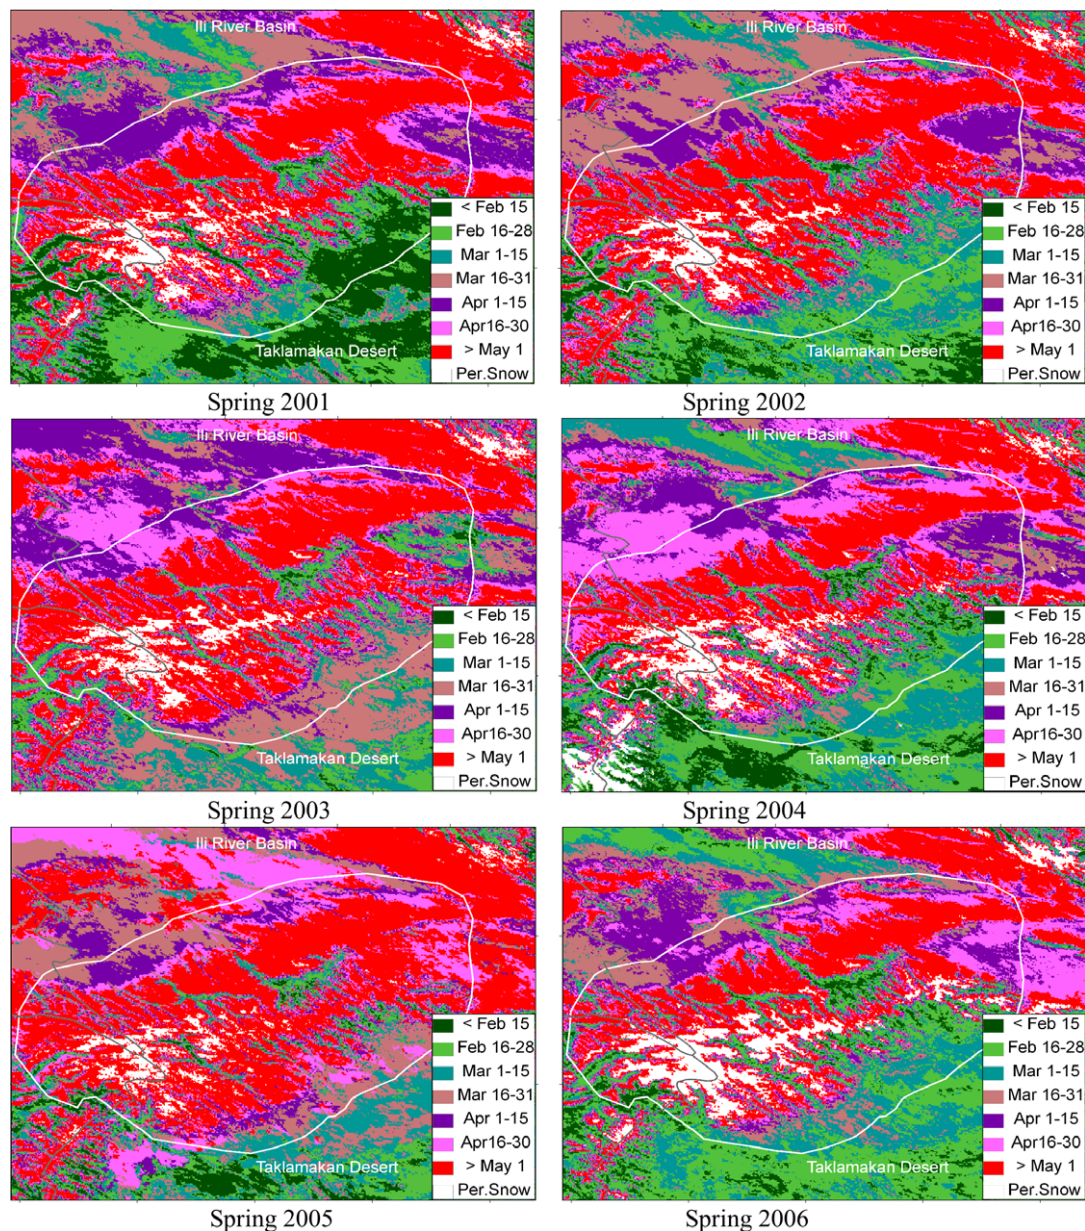 Ili River Basin
< Feb 15
Feb 16-28
Mar 1-15
Mar 16-31
Apr 1-15
Apr16-30
> May 1
Per.Snow
Taklamakan Desert
Spring 2001
Ili River Basin
< Feb 15
Feb 16-28
Mar 1-15
Mar 16-31
Apr 1-15
Apr16-30
> May 1
Per.Snow
Taklamakan Desert
Spring 2002
Ili River Basin
< Feb 15
Feb 16-28
Mar 1-15
Mar 16-31
Apr 1-15
Apr16-30
> May 1
Per.Snow
Taklamakan Desert
Spring 2003
Ili River Basin
< Feb 15
Feb 16-28
Mar 1-15
Mar 16-31
Apr 1-15
Apr16-30
> May 1
Per.Snow
Taklamakan Desert
Spring 2004
Ili River Basin
< Feb 15
Feb 16-28
Mar 1-15
Mar 16-31
Apr 1-15
Apr16-30
> May 1
Per.Snow
Taklamakan Desert
Spring 2005
Ili River Basin
< Feb 15
Feb 16-28
Mar 1-15
Mar 16-31
Apr 1-15
Apr16-30
> May 1
Per.Snow
Taklamakan Desert
Spring 2006